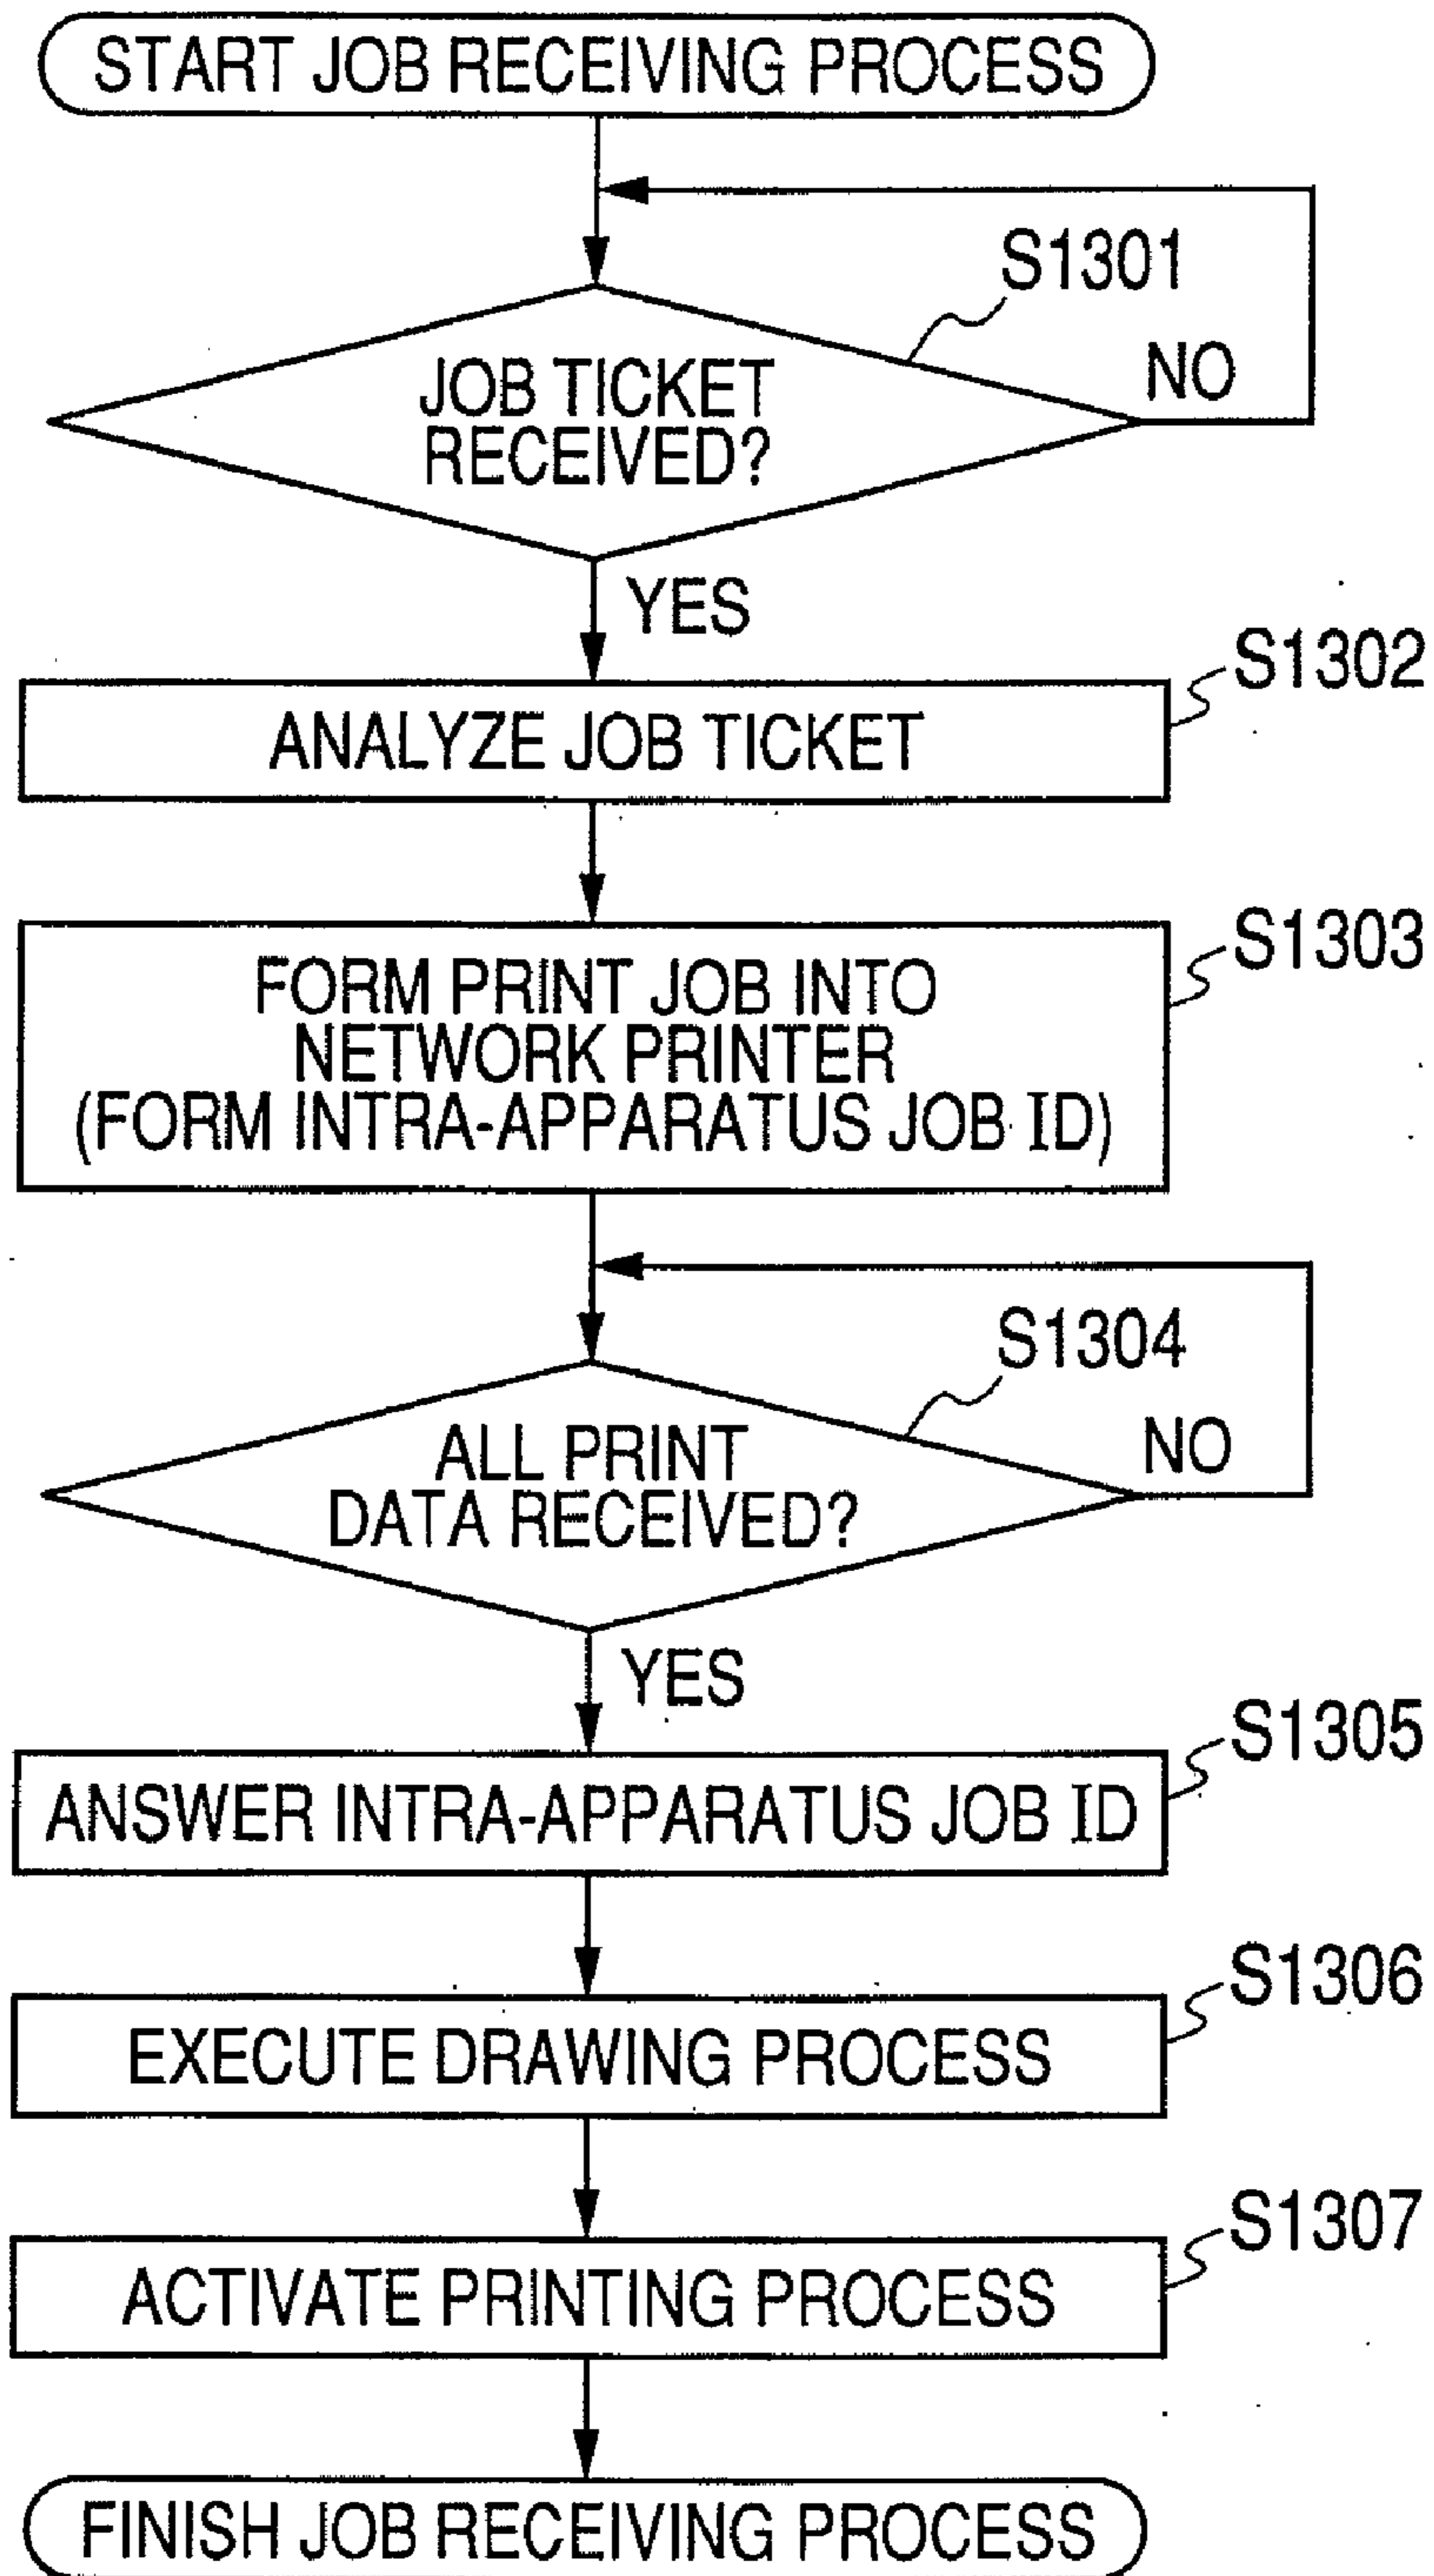 START JOB RECEIVING PROCESS
S1301
JOB TICKET
RECEIVED?
NO
YES
S1302
ANALYZE JOB TICKET
S1303
FORM PRINT JOB INTO
NETWORK PRINTER
(FORM INTRA-APPARATUS JOB ID)
S1304
ALL PRINT
DATA RECEIVED?
NO
YES
S1305
ANSWER INTRA-APPARATUS JOB ID
S1306
EXECUTE DRAWING PROCESS
S1307
ACTIVATE PRINTING PROCESS
FINISH JOB RECEIVING PROCESS